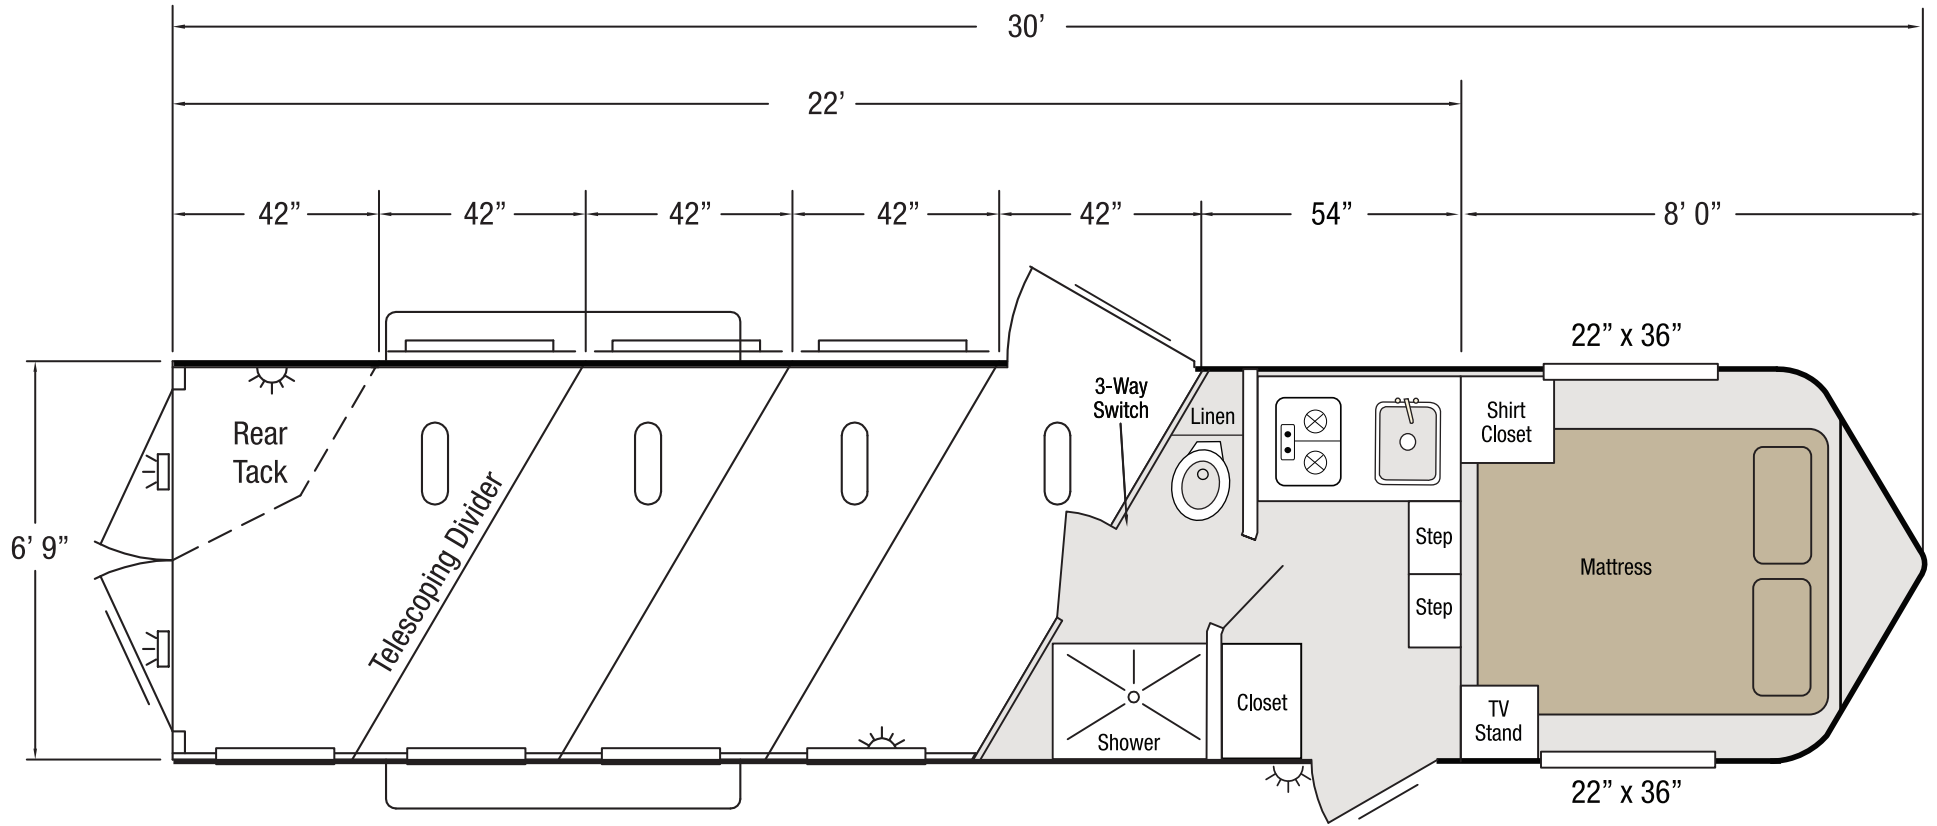 30’
22’
42”
42”
42”
42”
42”
54”
8’ 0”
22” x 36”
3-Way
Switch
Linen
Shirt
Closet
Rear
Tack
Telescoping Divider
6’ 9”
Step
Mattress
Step
Closet
TV
Stand
Shower
22” x 36”